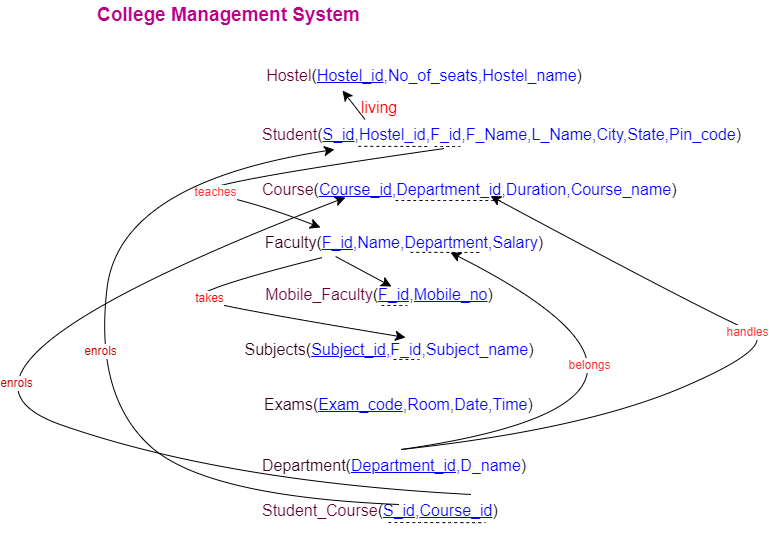 College Management System
Hostel(Hostel_id,No_of_seats,Hostel_name)
living
Student(S_id,Hostel_id,F_id,F_Name,L_Name,City,State,Pin_code)
teaches
Course(Course_id,Department_id,Duration,Course_name)
Faculty(F_id,Name,Department,Salary)
takes
Mobile_Faculty(F_id,Mobile_no)
handles
Subjects(Subject_id,F_id,Subject_name)
enrols
belongs
enrols
Exams(Exam_code,Room,Date,Time)
Department(Department_id,D_name)
Student_Course(S_id,Course_id)